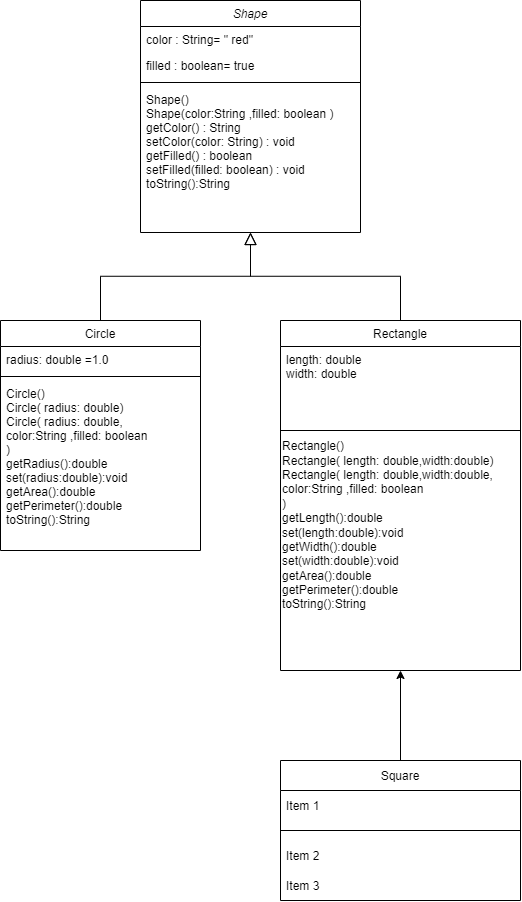 Shape
color : String= " red"
filled : boolean= true
Shape()
Shape(color:String ,filled: boolean )
getColor() : String
setColor(color: String) : void
getFilled() : boolean
setFilled(filled: boolean) : void
toString():String
Circle
radius: double =1.0
Circle()
Circle( radius: double)
Circle( radius: double,
color:String ,filled: boolean
)
getRadius():double
set(radius:double):void
getArea():double
getPerimeter():double
toString():String
Rectangle
length: double
width: double
Rectangle()
Rectangle( length: double,width:double)
Rectangle( length: double,width:double,
color:String ,filled: boolean
)
getLength():double
set(length:double):void
getWidth():double
set(width:double):void
getArea():double
getPerimeter():double
toString():String
Square
Item 1
Item 2
Item 3